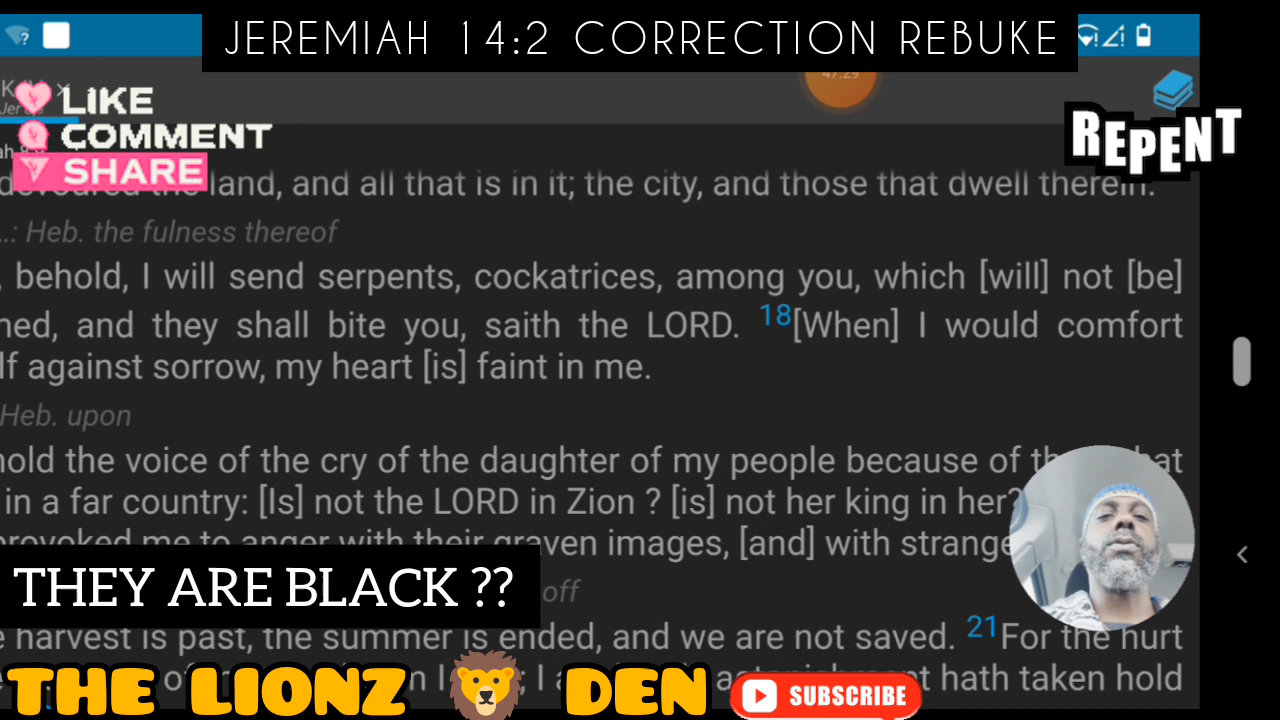 JEREMIAH 14:2 CORRECTION REBUKE
47:29
LIKE
COMMENT
SHARE
REPENT
land, and all that is in it; the city, and those that dwell therein.
..: Heb. the fulness thereof
, behold, I will send serpents, cockatrices, among you, which [will] not [be]
ned, and they shall bite you, saith the LORD. 18[When] I would comfort
lf against sorrow, my heart [is] faint in me.
Heb. upon
hold the voice of the cry of the daughter of my people because of
in a far country: [Is] not the LORD in Zion ? [is] not her king in her?
provoked me to anger with their graven images, [and] with strange
THEY ARE BLACK ??
off
e harvest is past, the summer is ended, and we are not saved. 21For the hurt
hath taken hold
THE LIONZ 🦁 DEN
SUBSCRIBE